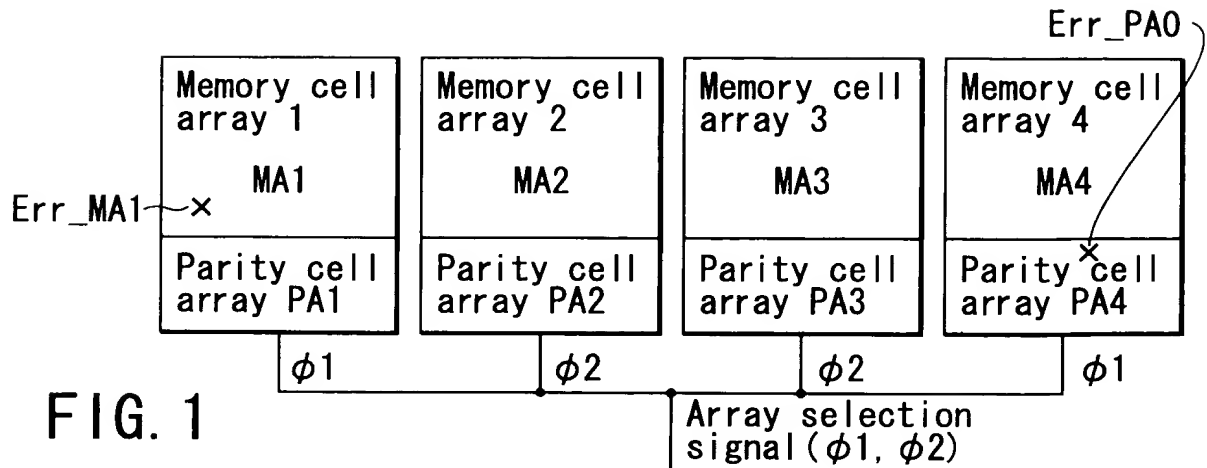 Err_PA0
Memory cell
array 1
MA1
Memory cell
array 2
MA2
Memory cell
array 3
MA3
Memory cell
array 4
MA4
Err_MA1
Parity cell
array PA1
Parity cell
array PA2
Parity cell
array PA3
Parity cell
array PA4
ϕ1
ϕ2
ϕ2
ϕ1
FIG. 1
Array selection
signal (ϕ1, ϕ2)